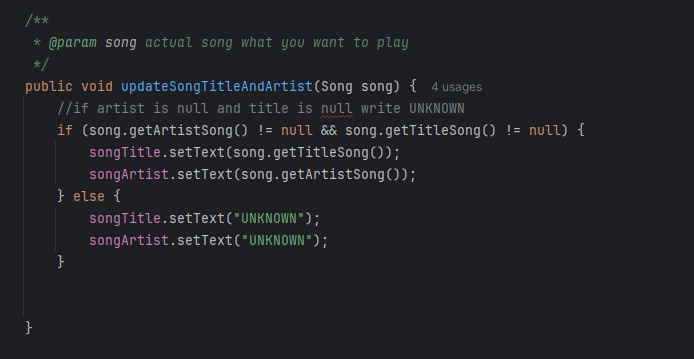 /**
 * @param song actual song what you want to play
 */
public void updateSongTitleAndArtist(Song song) { 4 usages
    //if artist is null and title is null write UNKNOWN
    if (song.getArtistSong() != null && song.getTitleSong() != null) {
        songTitle.setText(song.getTitleSong());
        songArtist.setText(song.getArtistSong());
    } else {
        songTitle.setText("UNKNOWN");
        songArtist.setText("UNKNOWN");
    }
}